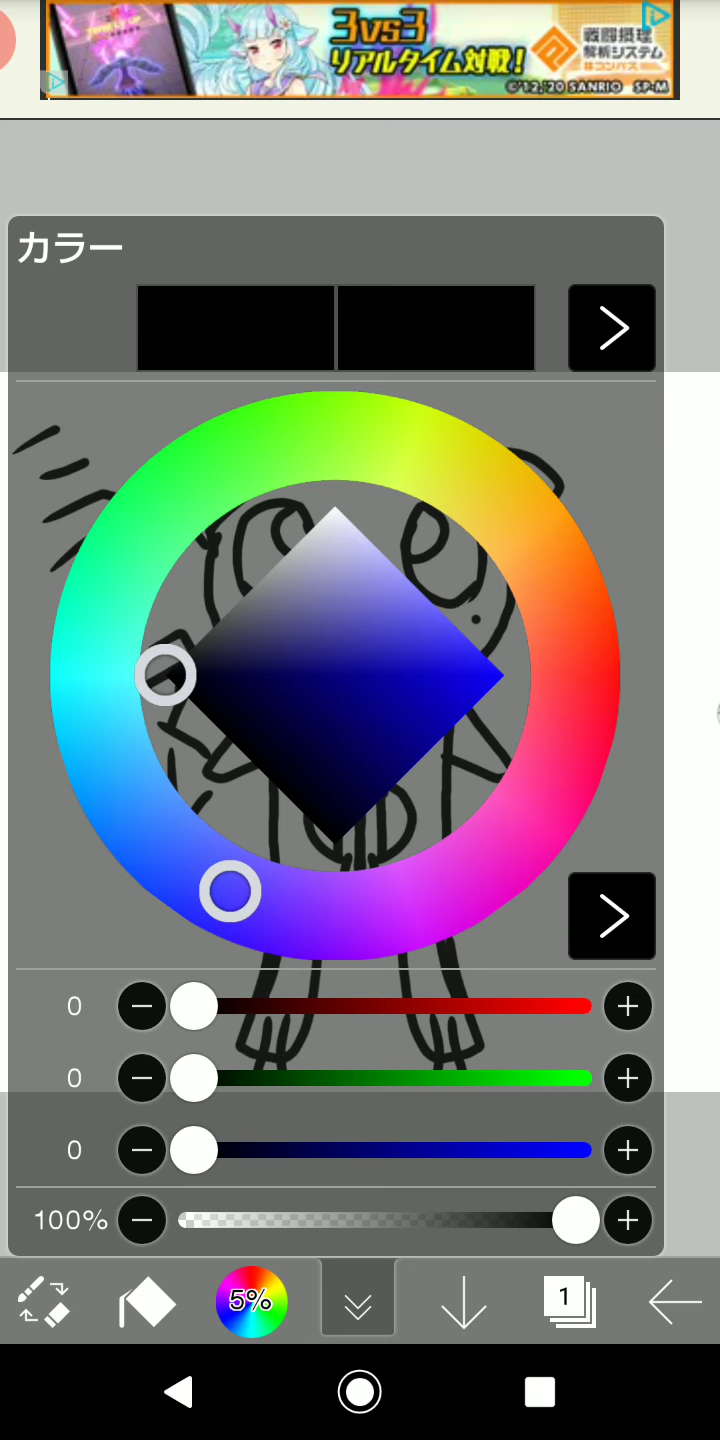 3vs3
リアルタイム対戦!
戦闘摂理
解析システム
#コンパス
©'12,'20 SANRIO SP-M
カラー
0
0
0
100%
5%
1